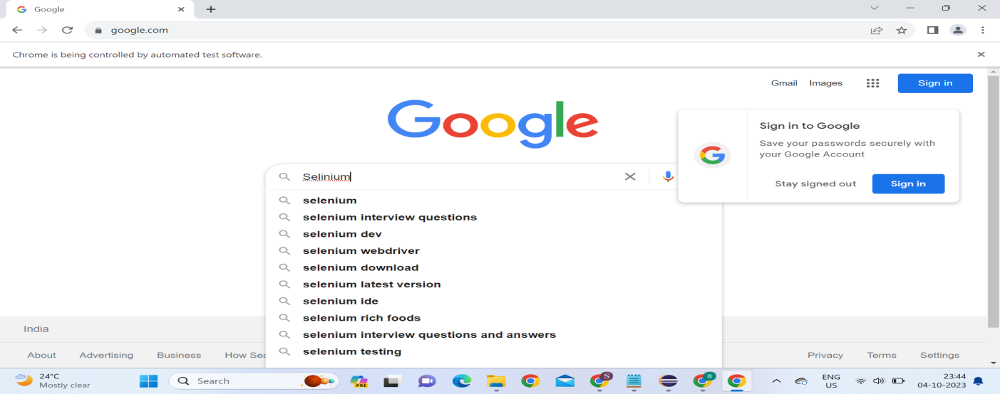 Google
google.com
Chrome is being controlled by automated test software.
Gmail Images Sign in
Google
Sign in to Google
Save your passwords securely with
your Google Account
Stay signed out Sign in
Selinium
selenium
selenium interview questions
selenium dev
selenium webdriver
selenium download
selenium latest version
selenium ide
selenium rich foods
selenium interview questions and answers
selenium testing
India
About Advertising Business How Sea
Privacy Terms Settings
24°C
Mostly clear
Search
PRE
S
B
ENG
US
23:44
04-10-2023